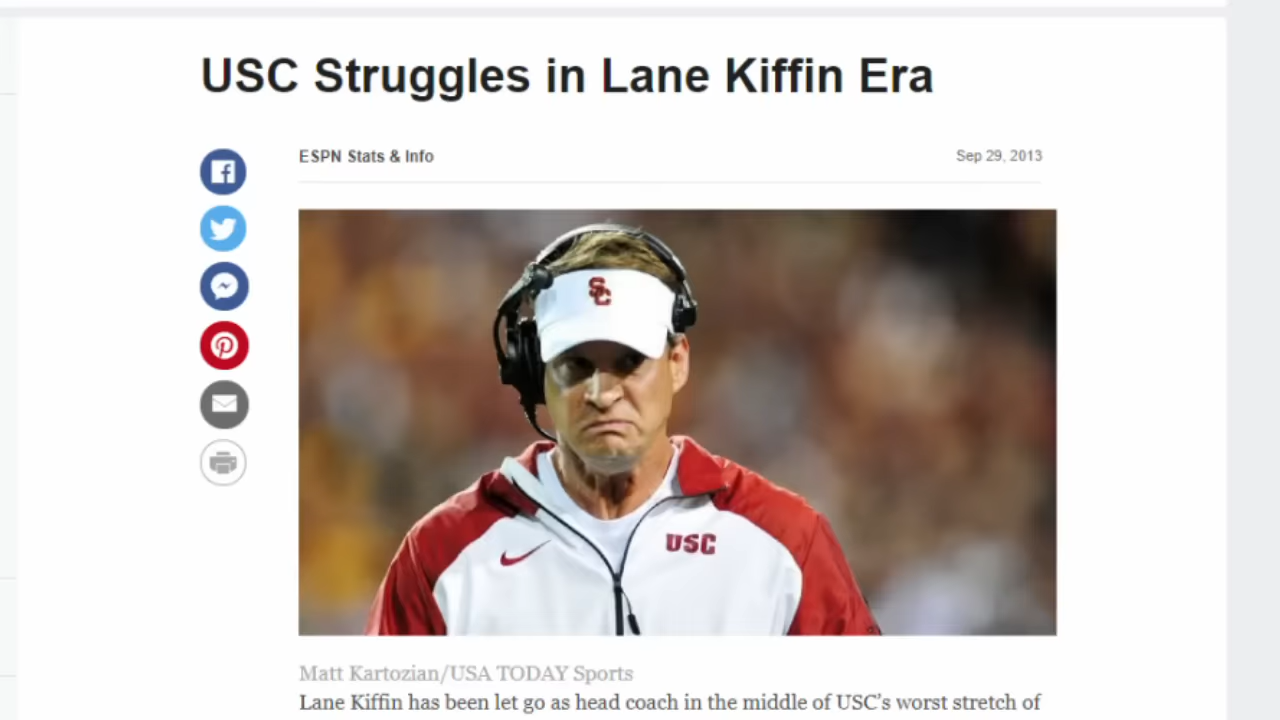 USC Struggles in Lane Kiffin Era
ESPN Stats & Info
Sep 29, 2013
SC
USC
Matt Kartozian/USA TODAY Sports
Lane Kiffin has been let go as head coach in the middle of USC’s worst stretch of